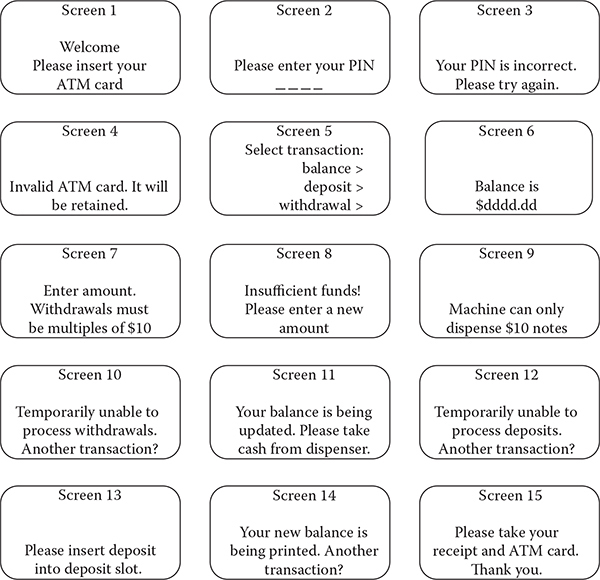 Screen 1
Welcome
Please insert your
ATM card
Screen 2
Please enter your PIN
_ _ _ _
Screen 3
Your PIN is incorrect.
Please try again.
Screen 4
Invalid ATM card. It will
be retained.
Screen 5
Select transaction:
balance >
deposit >
withdrawal >
Screen 6
Balance is
$dddd.dd
Screen 7
Enter amount.
Withdrawals must
be multiples of $10
Screen 8
Insufficient funds!
Please enter a new
amount
Screen 9
Machine can only
dispense $10 notes
Screen 10
Temporarily unable to
process withdrawals.
Another transaction?
Screen 11
Your balance is being
updated. Please take
cash from dispenser.
Screen 12
Temporarily unable to
process deposits.
Another transaction?
Screen 13
Please insert deposit
into deposit slot.
Screen 14
Your new balance is
being printed. Another
transaction?
Screen 15
Please take your
receipt and ATM card.
Thank you.